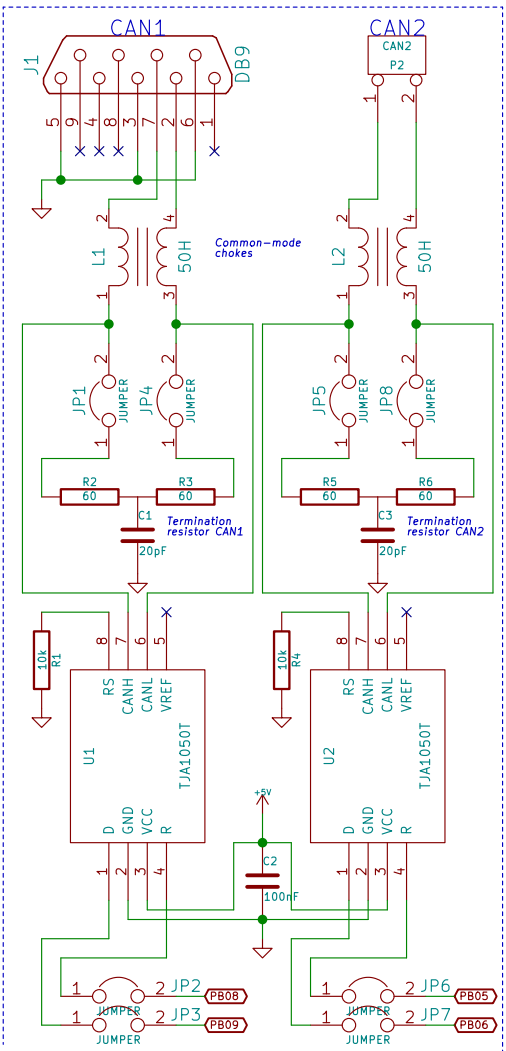 CAN1
CAN2
J1
DB9
CAN2
P2
5
9
4
8
3
7
2
6
1
1
2
2
4
L1
50H
1
3
Common-mode
chokes
2
4
L2
50H
1
3
2
JP1
JUMPER
1
2
JP4
JUMPER
1
2
JP5
JUMPER
1
2
JP8
JUMPER
1
R2
60
R3
60
R5
60
R6
60
C1
20pF
Termination
resistor CAN1
C3
20pF
Termination
resistor CAN2
10k
R1
8
7
6
5
RS
CANH
CANL
VREF
U1
TJA1050T
D
GND
VCC
R
1
2
3
4
10k
R4
8
7
6
5
RS
CANH
CANL
VREF
U2
TJA1050T
D
GND
VCC
R
1
2
3
4
+5V
C2
100nF
1
2
JP2
JUMPER
PB08
1
2
JP3
JUMPER
PB09
1
2
JP6
JUMPER
PB05
1
2
JP7
JUMPER
PB06